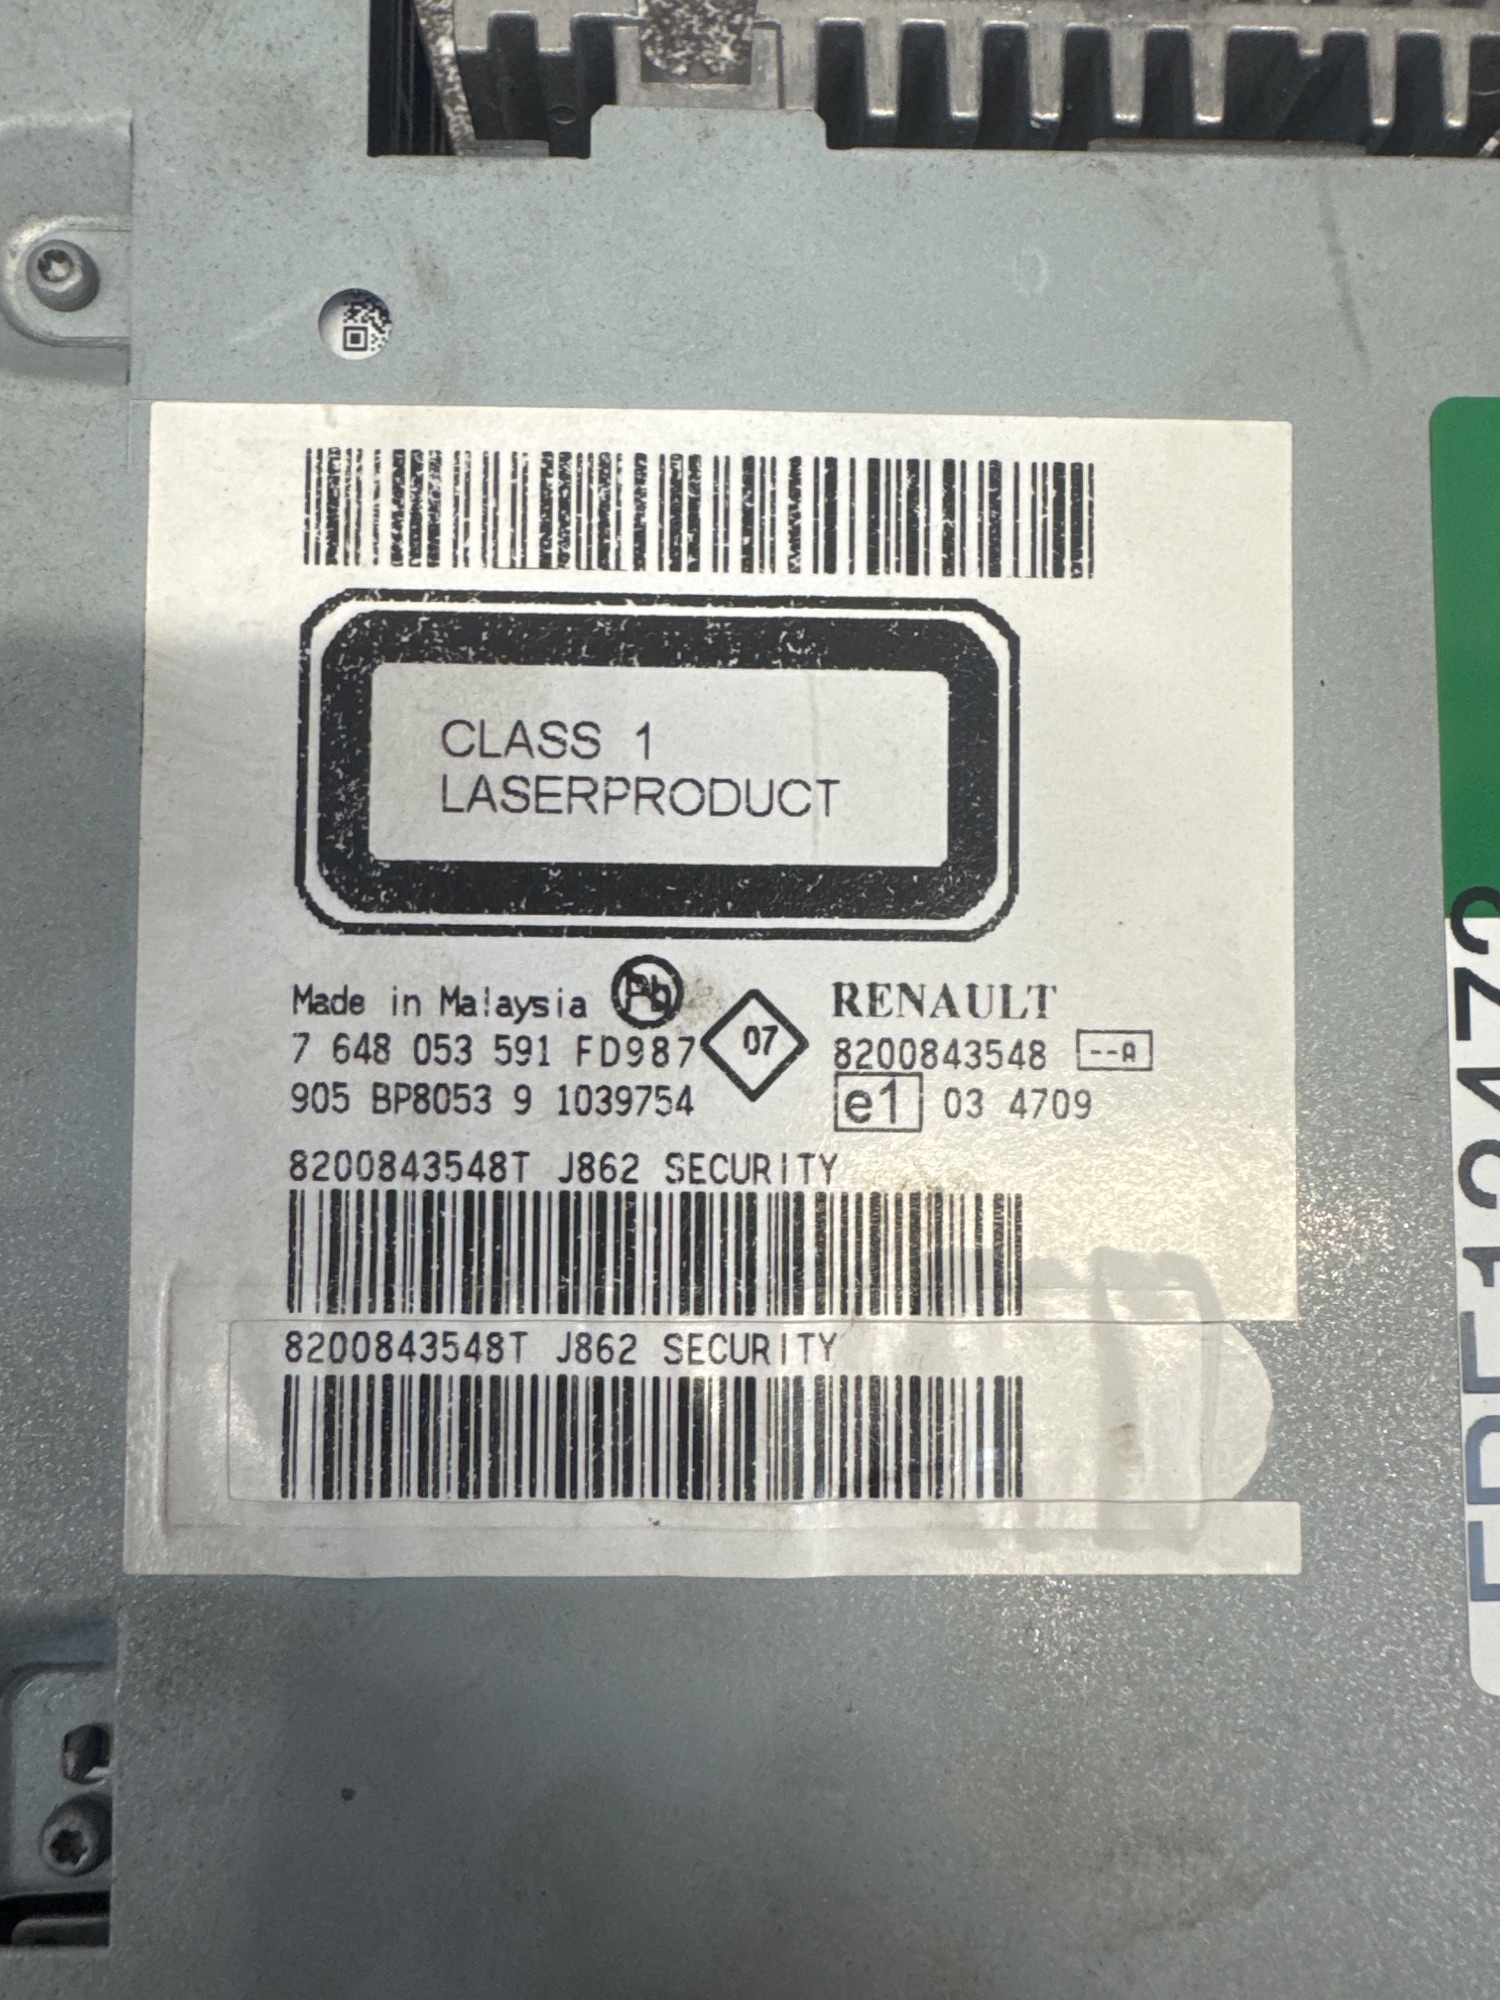 CLASS 1
LASERPRODUCT
Made in Malaysia Pb
7 648 053 591 FD987
905 BP8053 9 1039754
07
RENAULT
8200843548 --A
e1 03 4709
8200843548T J862 SECURITY
8200843548T J862 SECURITY